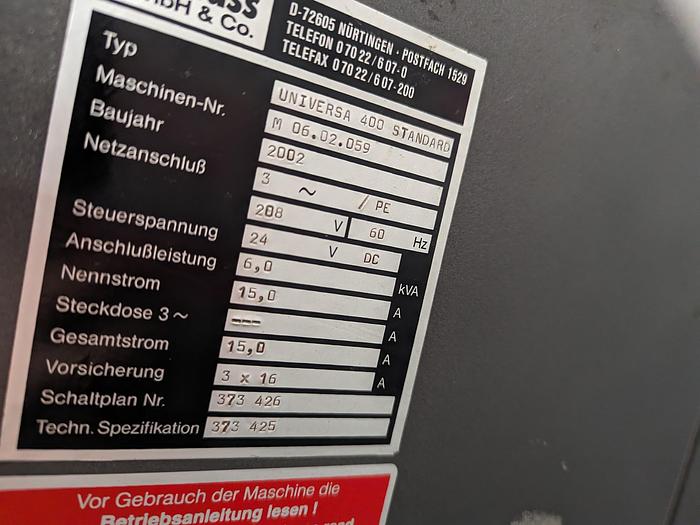 GmbH & Co.
D-72605 NÜRTINGEN · POSTFACH 1529
TELEFON 0 70 22 / 6 07-0
TELEFAX 0 70 22 / 6 07-200
Typ UNIVERSA 400 STANDARD
Maschinen-Nr. M 06.02.059
Baujahr 2002
Netzanschluß 3 ~ / PE
208 V 60 Hz
Steuerspannung 24 V DC
Anschlußleistung 6,0 kVA
Nennstrom 15,0 A
Steckdose 3 ~ --- A
Gesamtstrom 15,0 A
Vorsicherung 3 x 16 A
Schaltplan Nr. 373 426
Techn. Spezifikation 373 425
Vor Gebrauch der Maschine die
Betriebsanleitung lesen !